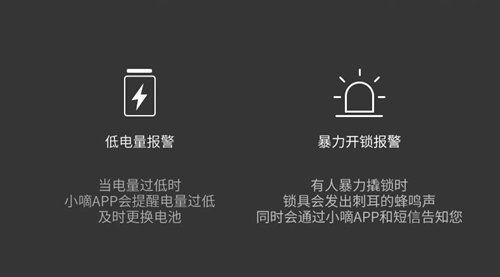 低电量报警
当电量过低时
小嘀APP会提醒电量过低
及时更换电池
暴力开锁报警
有人暴力撬锁时
锁具会发出刺耳的蜂鸣声
同时会通过小嘀APP和短信告知您